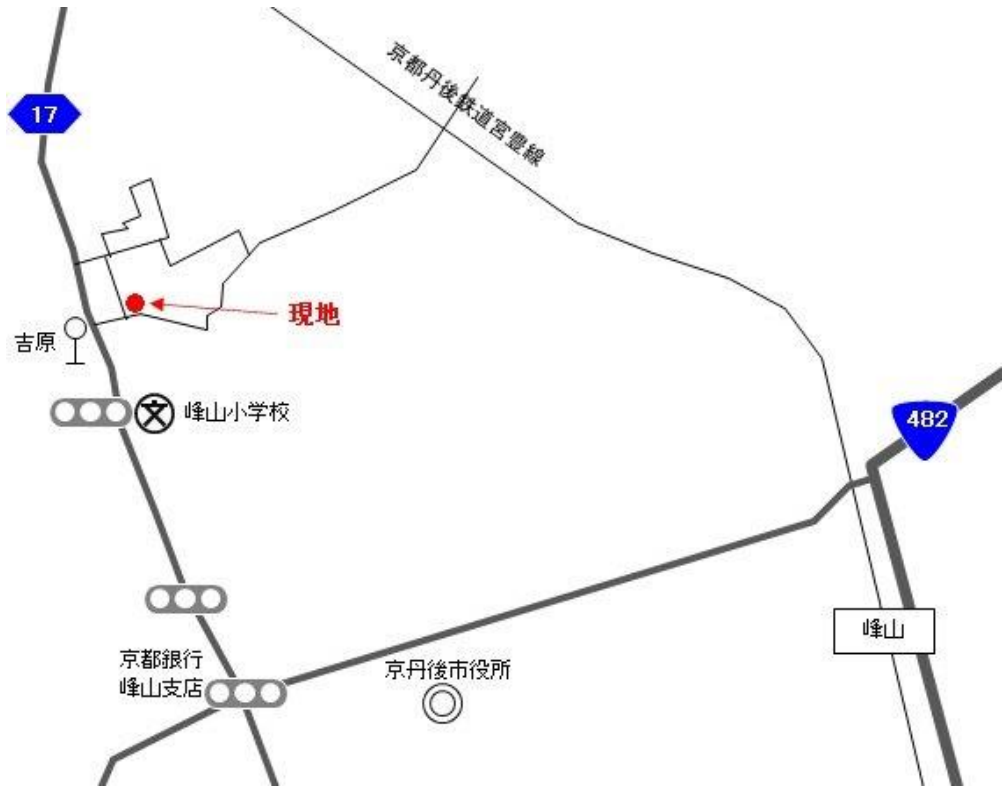 京都丹後鉄道宮豊線
17
現地
吉原
峰山小学校
文
482
峰山
京都銀行
峰山支店
京丹後市役所